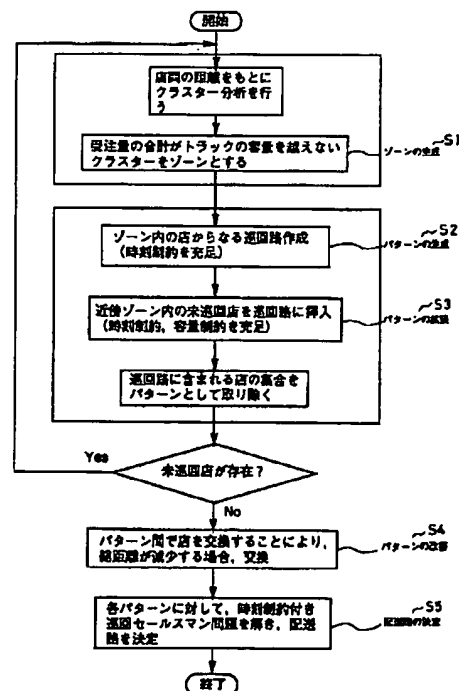 開始
店間の距離をもとに
クラスター分析を行
う
受注量の合計がトラックの容量を越えない
クラスターをゾーンとする
S1
ゾーンの生成
ゾーン内の店からなる巡回路作成
(時刻制約を充足)
S2
パターンの生成
近傍ゾーン内の未巡回店を巡回路に挿入
(時刻制約,容量制約を充足)
S3
パターンの拡張
巡回路に含まれる店の集合を
パターンとして取り除く
Yes
未巡回店が存在?
No
パターン間で店を交換することにより,
総距離が減少する場合,交換
S4
パターンの改善
各パターンに対して,時刻制約付き
巡回セールスマン問題を解き,配送
路を決定
S5
配送路の決定
終了